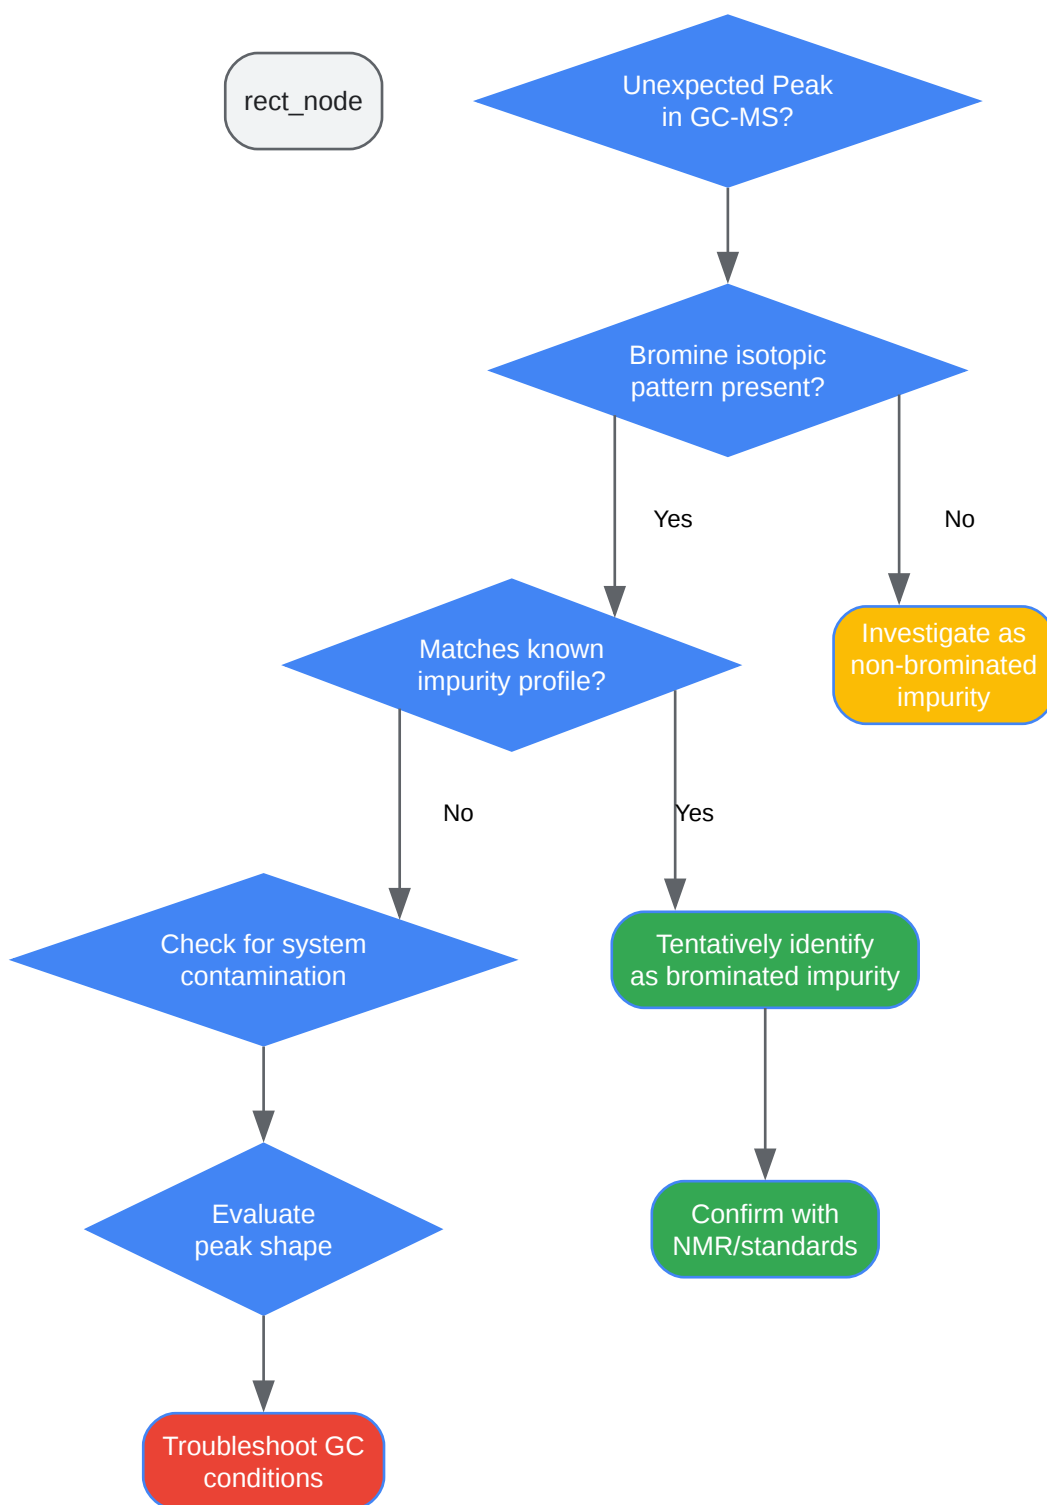 rect_node
Unexpected Peak
in GC-MS?
Bromine isotopic
pattern present?
Yes
No
Matches known
impurity profile?
Investigate as
non-brominated
impurity
No
Yes
Check for system
contamination
Tentatively identify
as brominated impurity
Evaluate
peak shape
Confirm with
NMR/standards
Troubleshoot GC
conditions